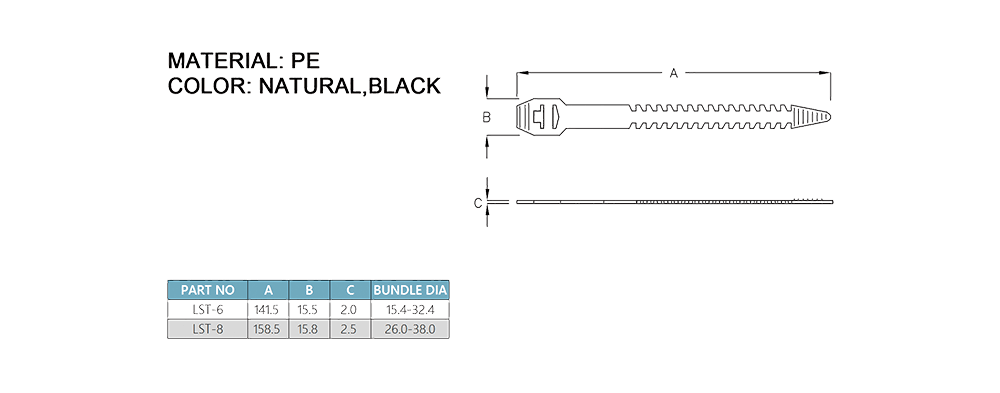 MATERIAL: PE
COLOR: NATURAL,BLACK
A
B
C
PART NO A B C BUNDLE DIA
LST-6 141.5 15.5 2.0 15.4-32.4
LST-8 158.5 15.8 2.5 26.0-38.0